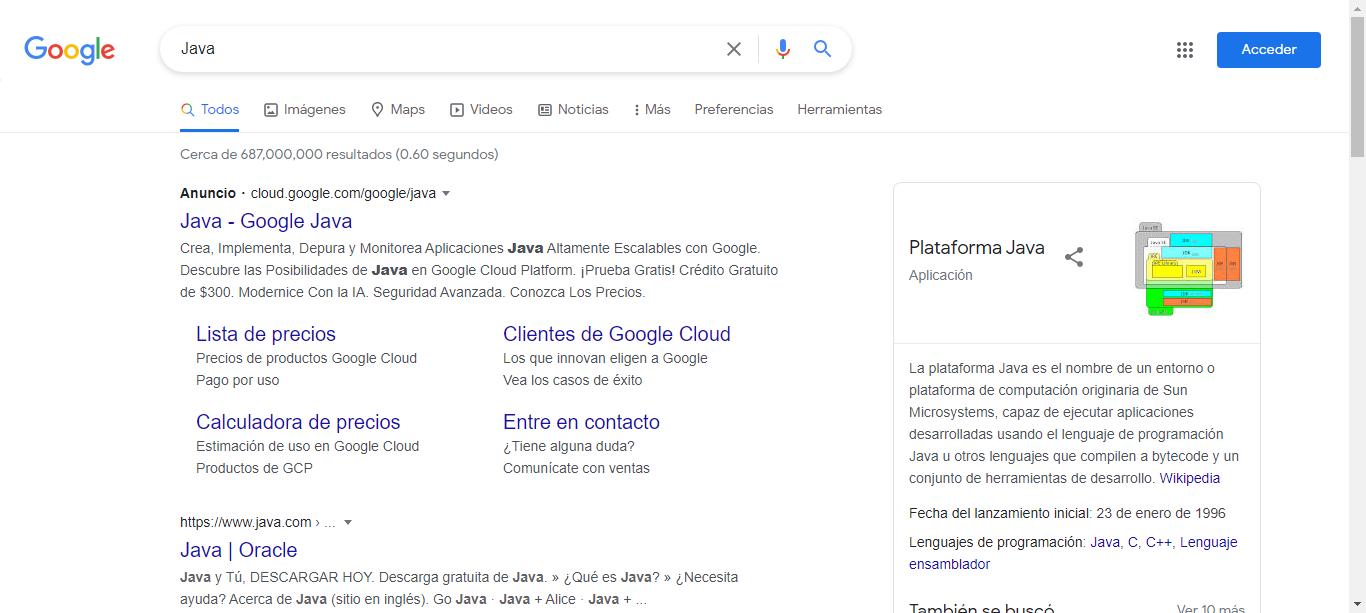 Google
Java
Acceder
Todos Imágenes Maps Videos Noticias Más Preferencias Herramientas
Cerca de 687,000,000 resultados (0.60 segundos)
Anuncio · cloud.google.com/google/java
Java - Google Java
Crea, Implementa, Depura y Monitorea Aplicaciones Java Altamente Escalables con Google.
Descubre las Posibilidades de Java en Google Cloud Platform. ¡Prueba Gratis! Crédito Gratuito
de $300. Modernice Con la IA. Seguridad Avanzada. Conozca Los Precios.
Lista de precios
Precios de productos Google Cloud
Pago por uso
Clientes de Google Cloud
Los que innovan eligen a Google
Vea los casos de éxito
Calculadora de precios
Estimación de uso en Google Cloud
Productos de GCP
Entre en contacto
¿Tiene alguna duda?
Comunícate con ventas
https://www.java.com › ...
Java | Oracle
Java y Tú, DESCARGAR HOY. Descarga gratuita de Java. » ¿Qué es Java? » ¿Necesita
ayuda? Acerca de Java (sitio en inglés). Go Java · Java + Alice · Java + ...
Plataforma Java
Aplicación
La plataforma Java es el nombre de un entorno o
plataforma de computación originaria de Sun
Microsystems, capaz de ejecutar aplicaciones
desarrolladas usando el lenguaje de programación
Java u otros lenguajes que compilen a bytecode y un
conjunto de herramientas de desarrollo. Wikipedia
Fecha del lanzamiento inicial: 23 de enero de 1996
Lenguajes de programación: Java, C, C++, Lenguaje
ensamblador
También se buscó
Ver 10 más